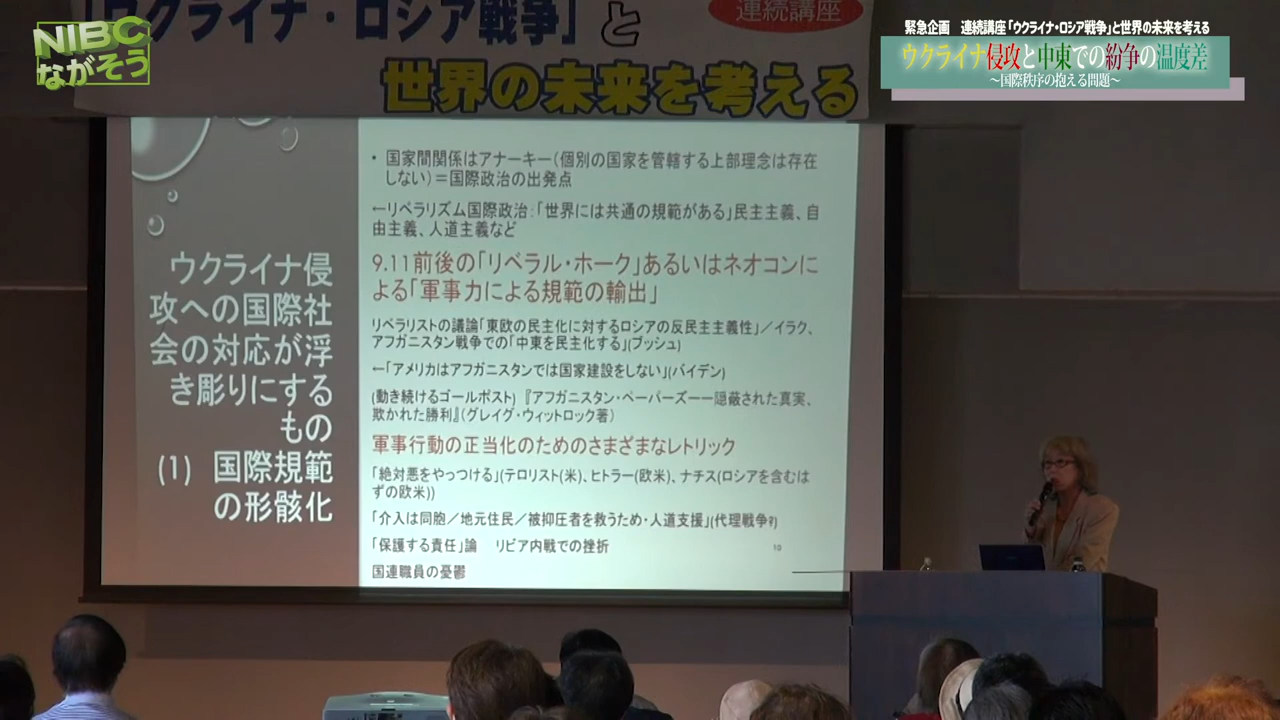 NIBC
ながそう
「ウクライナ・ロシア戦争」と
連続講座
世界の未来を考える
緊急企画 連続講座「ウクライナ・ロシア戦争」と世界の未来を考える
ウクライナ侵攻と中東での紛争の温度差
～国際秩序の抱える問題～
ウクライナ侵
攻への国際社
会の対応が浮
き彫りにする
もの
(1) 国際規範
の形骸化
・国家間関係はアナーキー(個別の国家を管轄する上部理念は存在
しない)＝国際政治の出発点
←リベラリズム国際政治：「世界には共通の規範がある」民主主義、自
由主義、人道主義など
9.11前後の「リベラル・ホーク」あるいはネオコンに
よる「軍事力による規範の輸出」
リベラリストの議論「東欧の民主化に対するロシアの反民主主義性」／イラク、
アフガニスタン戦争での「中東を民主化する」(ブッシュ)
←「アメリカはアフガニスタンでは国家建設をしない」(バイデン)
(動き続けるゴールポスト) 『アフガニスタン・ペーパーズ――隠蔽された真実、
欺かれた勝利』(グレイグ・ウィットロック著)
軍事行動の正当化のためのさまざまなレトリック
「絶対悪をやっつける」(テロリスト(米)、ヒトラー(欧米)、ナチス(ロシアを含むは
ずの欧米))
「介入は同胞／地元住民／被抑圧者を救うため・人道支援」(代理戦争?)
「保護する責任」論 リビア内戦での挫折
10
国連職員の憂鬱